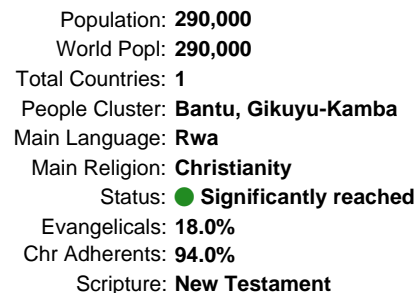 Population: 290,000
World Popl: 290,000
Total Countries: 1
People Cluster: Bantu, Gikuyu-Kamba
Main Language: Rwa
Main Religion: Christianity
Status: Significantly reached
Evangelicals: 18.0%
Chr Adherents: 94.0%
Scripture: New Testament